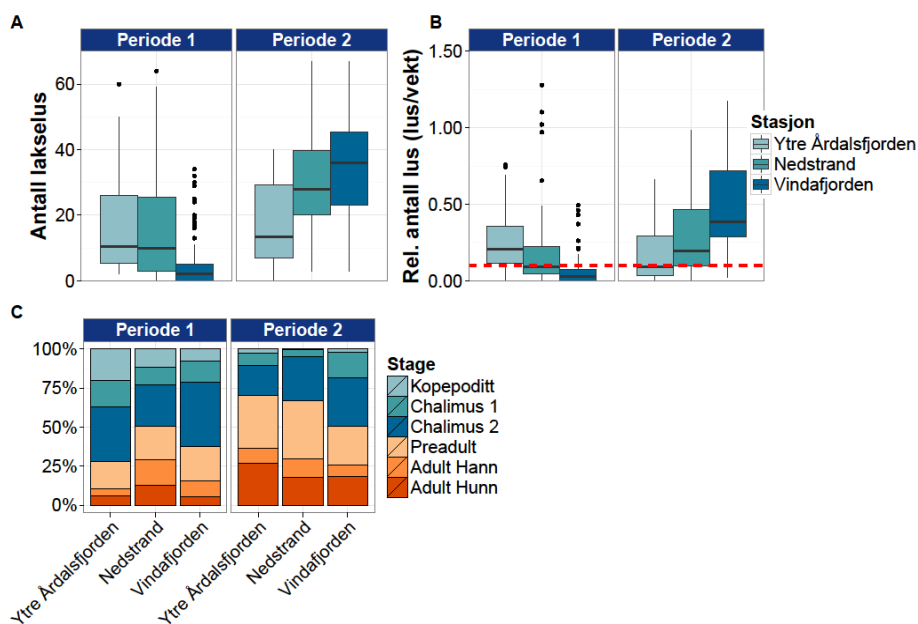 A
Periode 1
Periode 2
Antall lakselus
60
40
20
0
B
Periode 1
Periode 2
Rel. antall lus (lus/vekt)
1.50
1.00
0.50
0.00
Stasjon
Ytre Årdalsfjorden
Nedstrand
Vindafjorden
C
Periode 1
Periode 2
100%
75%
50%
25%
0%
Ytre Årdalsfjorden
Nedstrand
Vindafjorden
Ytre Årdalsfjorden
Nedstrand
Vindafjorden
Stage
Kopepoditt
Chalimus 1
Chalimus 2
Preadult
Adult Hann
Adult Hunn